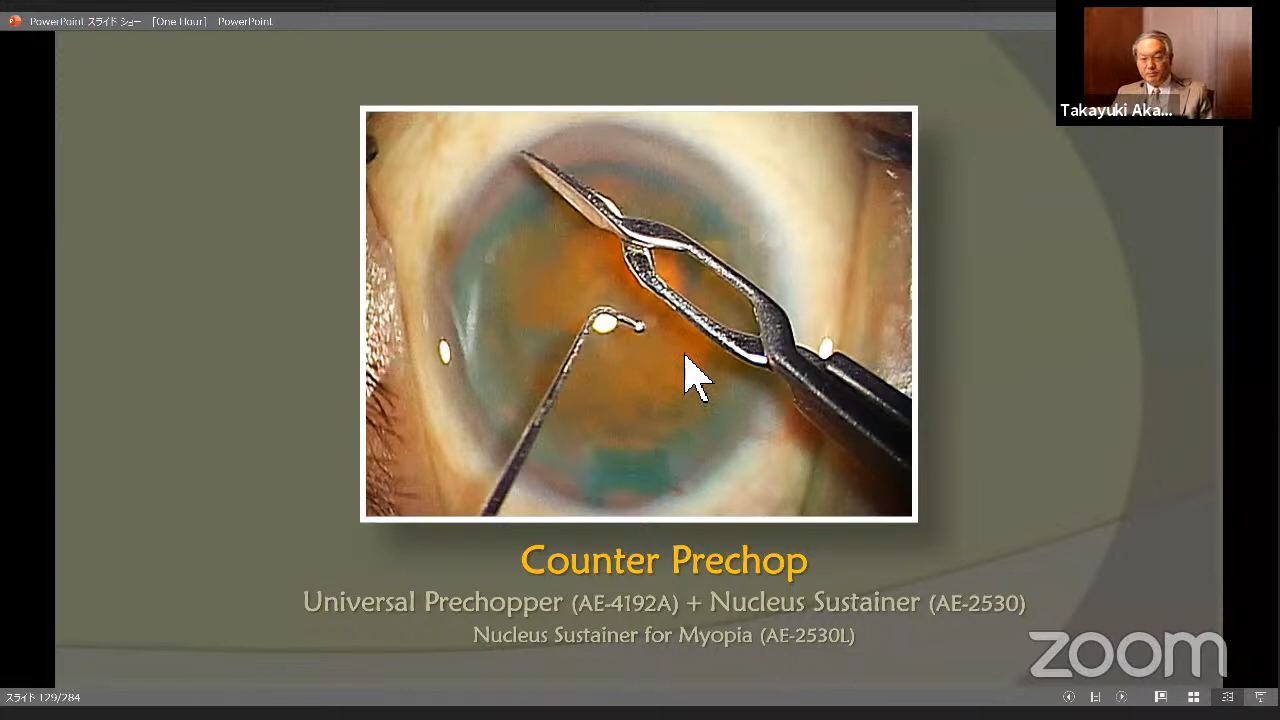 PowerPoint スライド ショー [One Hour] PowerPoint
Takayuki Aka...
Counter Prechop
Universal Prechopper (AE-4192A) + Nucleus Sustainer (AE-2530)
Nucleus Sustainer for Myopia (AE-2530L)
zoom
スライド 129/284